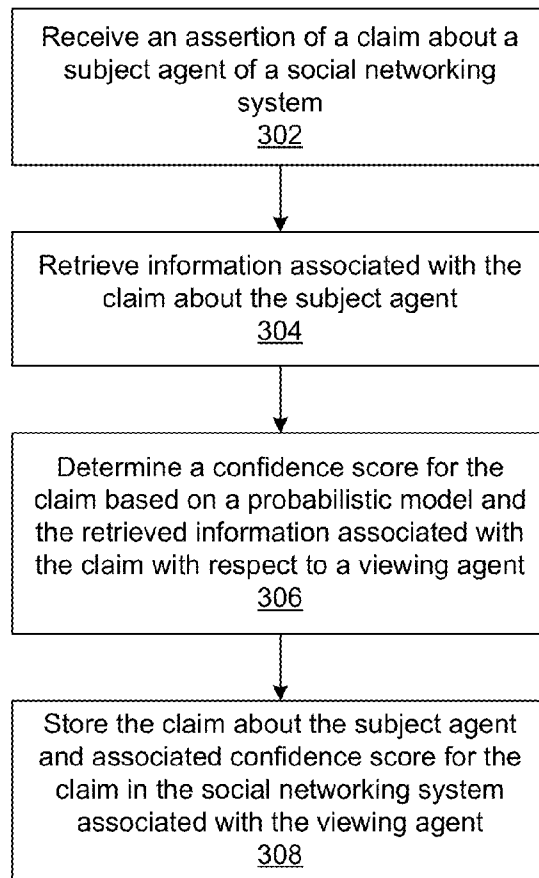 Receive an assertion of a claim about a
subject agent of a social networking
system
302
Retrieve information associated with the
claim about the subject agent
304
Determine a confidence score for the
claim based on a probabilistic model and
the retrieved information associated with
the claim with respect to a viewing agent
306
Store the claim about the subject agent
and associated confidence score for the
claim in the social networking system
associated with the viewing agent
308